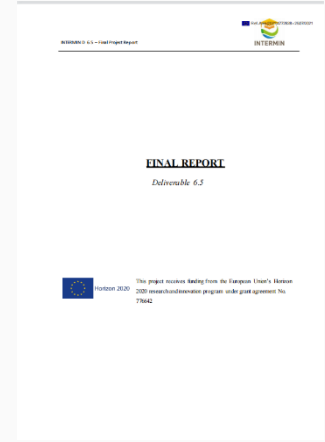 INTERMIN D. 6.5 – Final Project Report
INTERMIN
FINAL REPORT
Deliverable 6.5
Horizon 2020
This project receives funding from the European Union's Horizon
2020 research and innovation program under grant agreement No.
776642